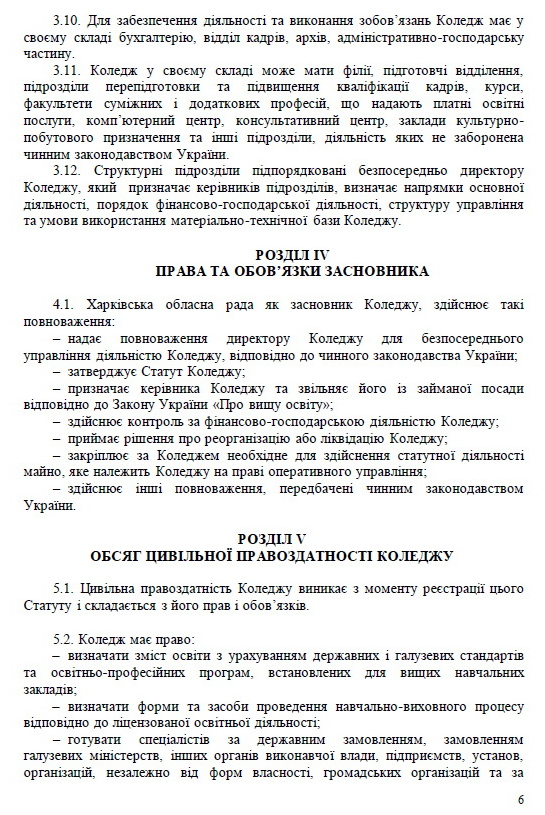 3.10. Для забезпечення діяльності та виконання зобов’язань Коледж має у
своєму складі бухгалтерію, відділ кадрів, архів, адміністративно-господарську
частину.
3.11. Коледж у своєму складі може мати філії, підготовчі відділення,
підрозділи перепідготовки та підвищення кваліфікації кадрів, курси,
факультети суміжних і додаткових професій, що надають платні освітні
послуги, комп’ютерний центр, консультативний центр, заклади культурно-
побутового призначення та інші підрозділи, діяльність яких не заборонена
чинним законодавством України.
3.12. Структурні підрозділи підпорядковані безпосередньо директору
Коледжу, який призначає керівників підрозділів, визначає напрямки основної
діяльності, порядок фінансово-господарської діяльності, структуру управління
та умови використання матеріально-технічної бази Коледжу.
РОЗДІЛ IV
ПРАВА ТА ОБОВ’ЯЗКИ ЗАСНОВНИКА
4.1. Харківська обласна рада як засновник Коледжу, здійснює такі
повноваження:
– надає повноваження директору Коледжу для безпосереднього
управління діяльністю Коледжу, відповідно до чинного законодавства України;
– затверджує Статут Коледжу;
– призначає керівника Коледжу та звільняє його із займаної посади
відповідно до Закону України «Про вищу освіту»;
– здійснює контроль за фінансово-господарською діяльністю Коледжу;
– приймає рішення про реорганізацію або ліквідацію Коледжу;
– закріплює за Коледжем необхідне для здійснення статутної діяльності
майно, яке належить Коледжу на праві оперативного управління;
– здійснює інші повноваження, передбачені чинним законодавством
України.
РОЗДІЛ V
ОБСЯГ ЦИВІЛЬНОЇ ПРАВОЗДАТНОСТІ КОЛЕДЖУ
5.1. Цивільна правоздатність Коледжу виникає з моменту реєстрації цього
Статуту і складається з його прав і обов’язків.
5.2. Коледж має право:
– визначати зміст освіти з урахуванням державних і галузевих стандартів
та освітньо-професійних програм, встановлених для вищих навчальних
закладів;
– визначати форми та засоби проведення навчально-виховного процесу
відповідно до ліцензованої освітньої діяльності;
– готувати спеціалістів за державним замовленням, замовленням
галузевих міністерств, інших органів виконавчої влади, підприємств, установ,
організацій, незалежно від форм власності, громадських організацій та за
6